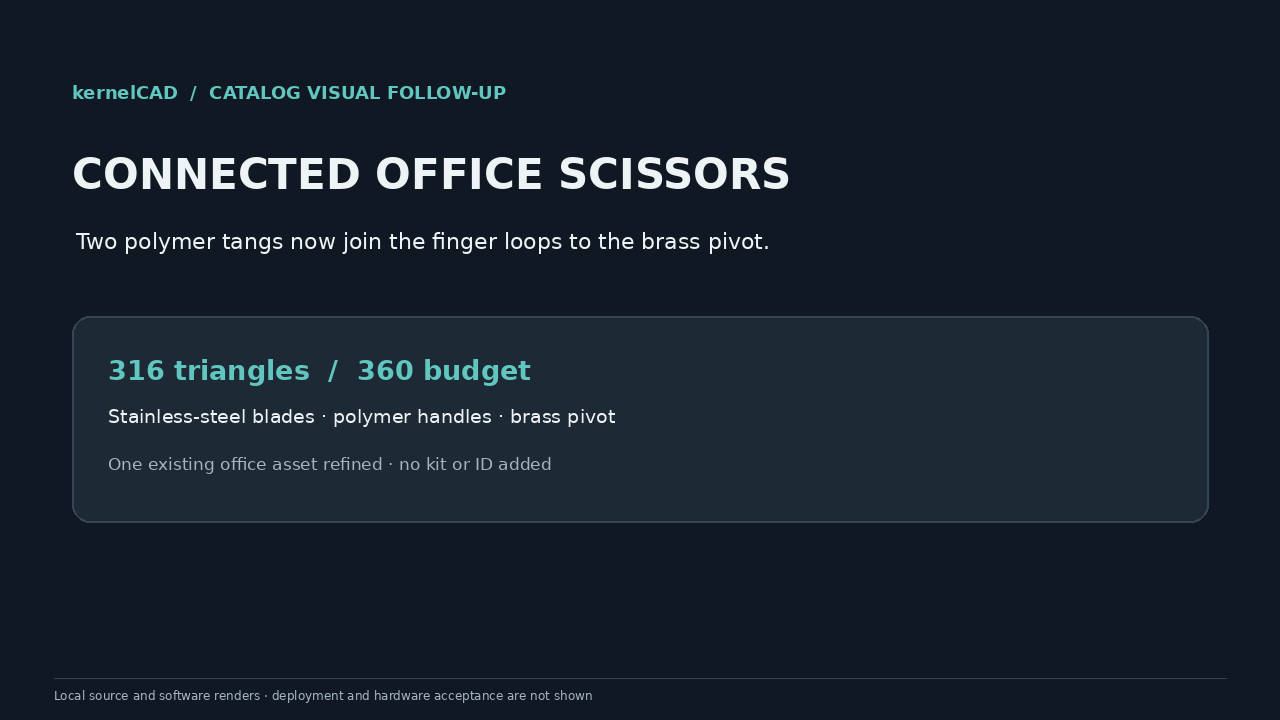 kernelCAD / CATALOG VISUAL FOLLOW-UP
CONNECTED OFFICE SCISSORS
Two polymer tangs now join the finger loops to the brass pivot.
316 triangles / 360 budget
Stainless-steel blades · polymer handles · brass pivot
One existing office asset refined · no kit or ID added
Local source and software renders · deployment and hardware acceptance are not shown